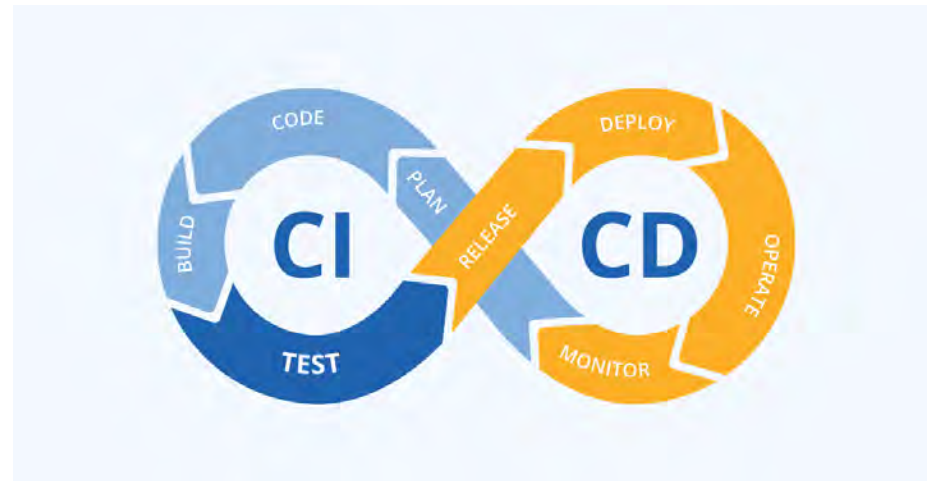 CODE
DEPLOY
PLAN
BUILD
CI
RELEASE
CD
OPERATE
TEST
MONITOR